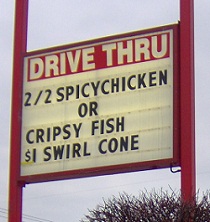 DRIVE THRU
2/2 SPICYCHICKEN
OR
CRIPSY FISH
$1 SWIRL CONE